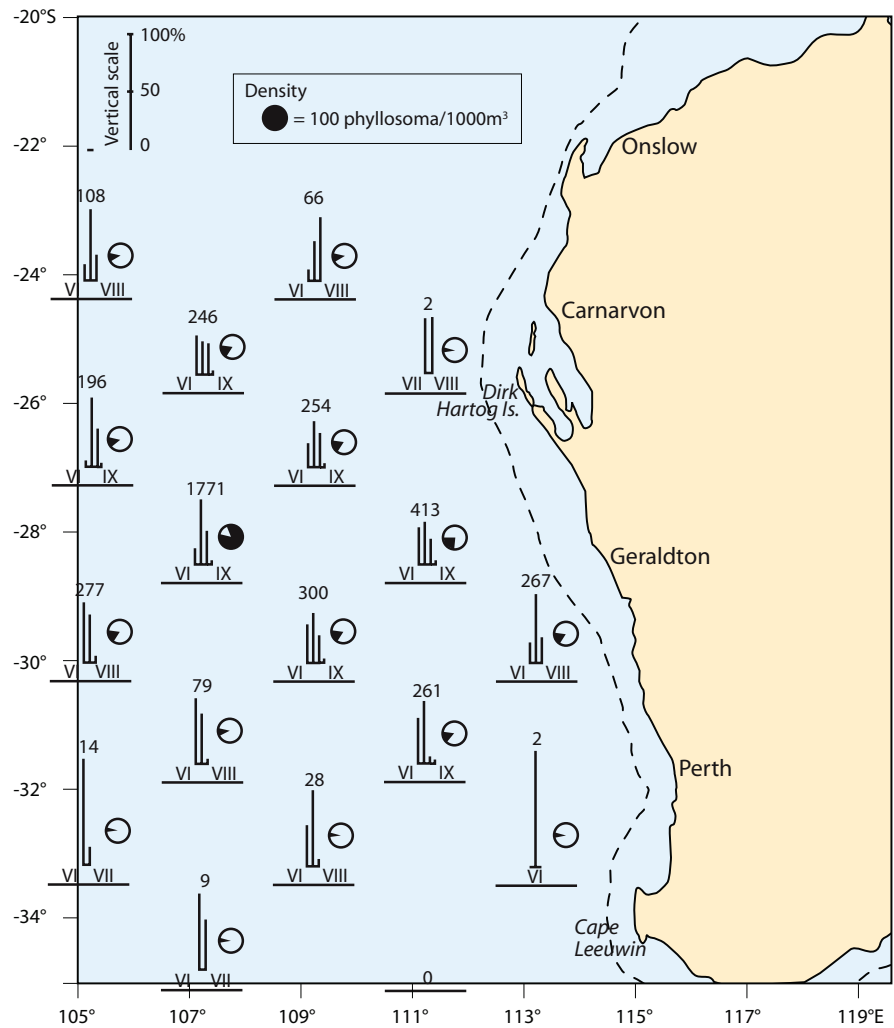 -20°S
100%
Vertical scale
50
0
Density
= 100 phyllosoma/1000m³
-22°
Onslow
108
66
-24°
V VIII
VI VIII
Carnarvon
246
2
VI IX
VII VIII
196
-26°
Dirk
Hartog Is.
254
VI IX
VI IX
1771
413
-28°
Geraldton
VI IX
VI IX
277
300
267
-30°
VI VIII
VI IX
VI VIII
79
261
14
2
Perth
VI VIII
VI IX
-32°
28
VI VII
VI VIII
VI
9
-34°
Cape
Leeuwin
VI VII
0
105°
107°
109°
111°
113°
115°
117°
119°E